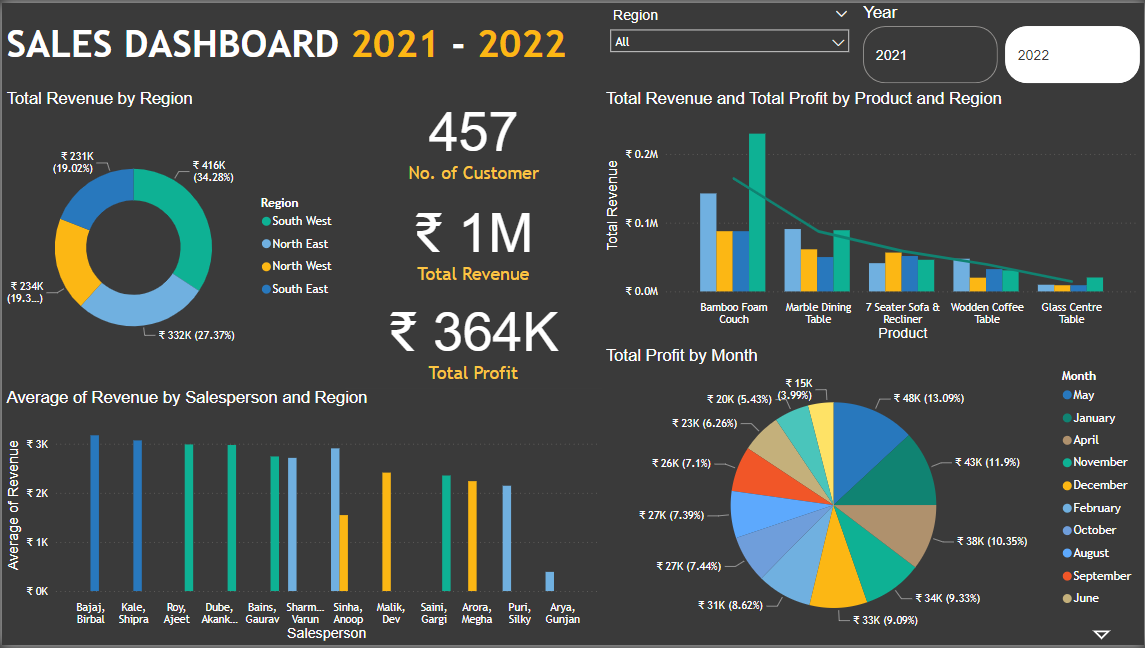 SALES DASHBOARD 2021 - 2022
Region
All
Year
2021
2022
Total Revenue by Region
₹ 231K
(19.02%)
₹ 416K
(34.28%)
₹ 234K
(19.3...)
₹ 332K (27.37%)
Region
South West
North East
North West
South East
457
No. of Customer
₹ 1M
Total Revenue
₹ 364K
Total Profit
Total Revenue and Total Profit by Product and Region
Total Revenue
₹ 0.2M
₹ 0.1M
₹ 0.0M
Bamboo Foam
Couch
Marble Dining
Table
7 Seater Sofa &
Recliner
Wodden Coffee
Table
Glass Centre
Table
Product
Average of Revenue by Salesperson and Region
Average of Revenue
₹ 3K
₹ 2K
₹ 1K
₹ 0K
Bajaj,
Birbal
Kale,
Shipra
Roy,
Ajeet
Dube,
Akank...
Bains,
Gaurav
Sharm...
Varun
Sinha,
Anoop
Malik,
Dev
Saini,
Gargi
Arora,
Megha
Puri,
Silky
Arya,
Gunjan
Salesperson
Total Profit by Month
₹ 15K
(3.99%)
₹ 20K (5.43%)
₹ 23K (6.26%)
₹ 26K (7.1%)
₹ 27K (7.39%)
₹ 27K (7.44%)
₹ 31K (8.62%)
₹ 33K (9.09%)
₹ 34K (9.33%)
₹ 38K (10.35%)
₹ 43K (11.9%)
₹ 48K (13.09%)
Month
May
January
April
November
December
February
October
August
September
June